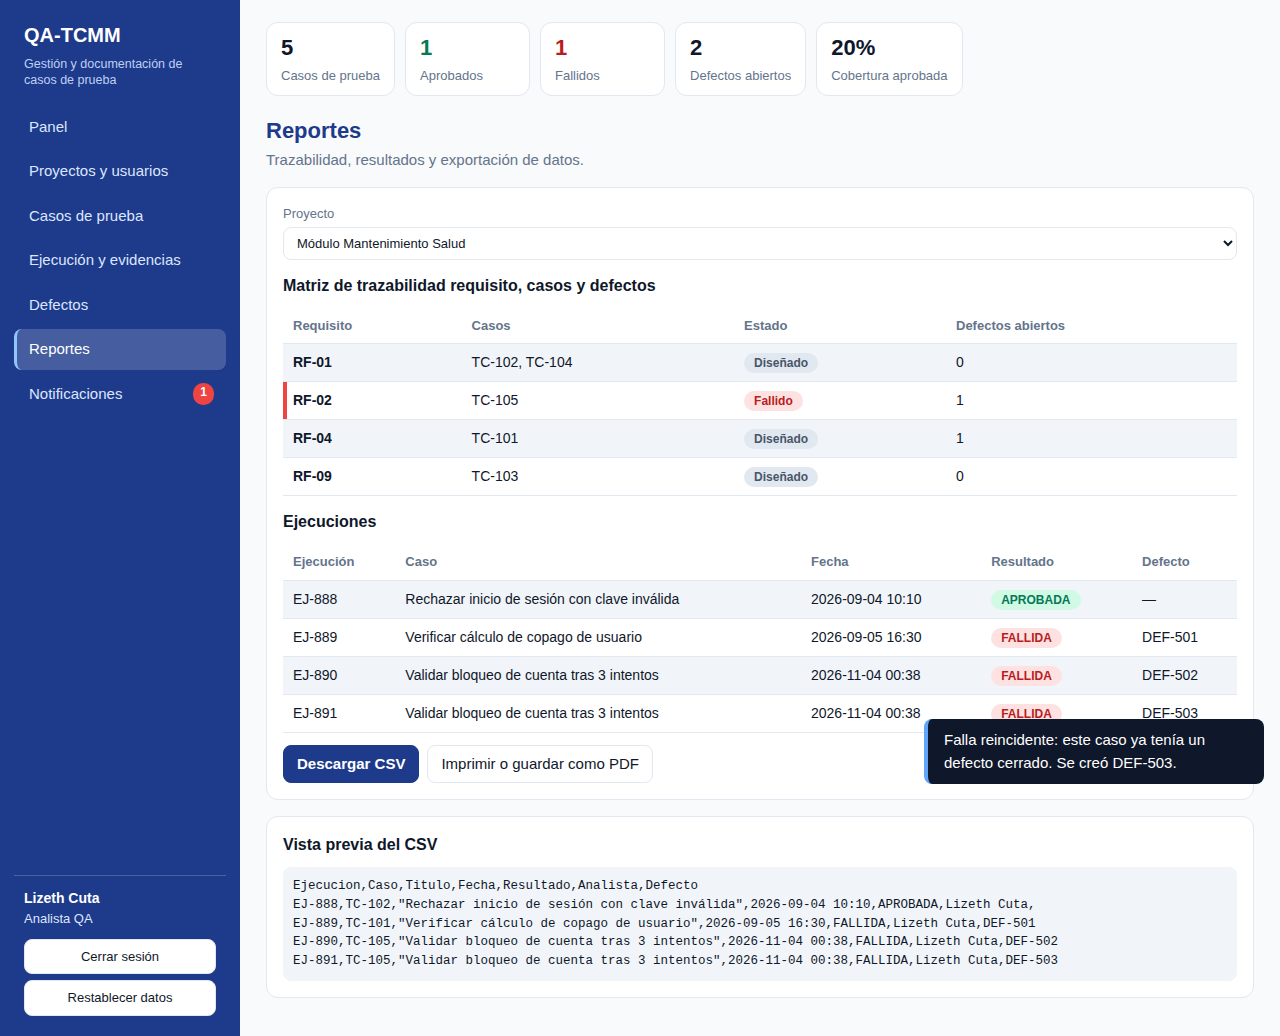 QA-TCMM
Gestión y documentación de
casos de prueba
Panel
Proyectos y usuarios
Casos de prueba
Ejecución y evidencias
Defectos
Reportes
Notificaciones 1
Lizeth Cuta
Analista QA
Cerrar sesión
Restablecer datos
5 1 1 2 20%
Casos de prueba Aprobados Fallidos Defectos abiertos Cobertura aprobada
Reportes
Trazabilidad, resultados y exportación de datos.
Proyecto
Módulo Mantenimiento Salud
Matriz de trazabilidad requisito, casos y defectos
Requisito Casos Estado Defectos abiertos
RF-01 TC-102, TC-104 Diseñado 0
RF-02 TC-105 Fallido 1
RF-04 TC-101 Diseñado 1
RF-09 TC-103 Diseñado 0
Ejecuciones
Ejecución Caso Fecha Resultado Defecto
EJ-888 Rechazar inicio de sesión con clave inválida 2026-09-04 10:10 APROBADA —
EJ-889 Verificar cálculo de copago de usuario 2026-09-05 16:30 FALLIDA DEF-501
EJ-890 Validar bloqueo de cuenta tras 3 intentos 2026-11-04 00:38 FALLIDA DEF-502
EJ-891 Validar bloqueo de cuenta tras 3 intentos 2026-11-04 00:38 FALLIDA DEF-503
Descargar CSV Imprimir o guardar como PDF
Falla reincidente: este caso ya tenía un
defecto cerrado. Se creó DEF-503.
Vista previa del CSV
Ejecucion,Caso,Titulo,Fecha,Resultado,Analista,Defecto
EJ-888,TC-102,"Rechazar inicio de sesión con clave inválida",2026-09-04 10:10,APROBADA,Lizeth Cuta,
EJ-889,TC-101,"Verificar cálculo de copago de usuario",2026-09-05 16:30,FALLIDA,Lizeth Cuta,DEF-501
EJ-890,TC-105,"Validar bloqueo de cuenta tras 3 intentos",2026-11-04 00:38,FALLIDA,Lizeth Cuta,DEF-502
EJ-891,TC-105,"Validar bloqueo de cuenta tras 3 intentos",2026-11-04 00:38,FALLIDA,Lizeth Cuta,DEF-503